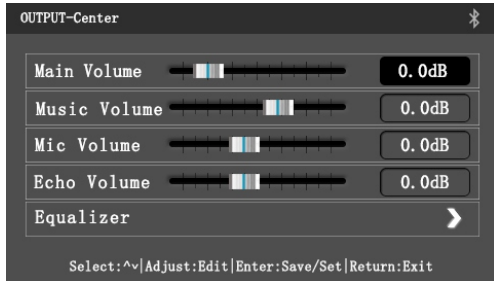 OUTPUT-Center
Main Volume 0.0dB
Music Volume 0.0dB
Mic Volume 0.0dB
Echo Volume 0.0dB
Equalizer
Select:^v|Adjust:Edit|Enter:Save/Set|Return:Exit